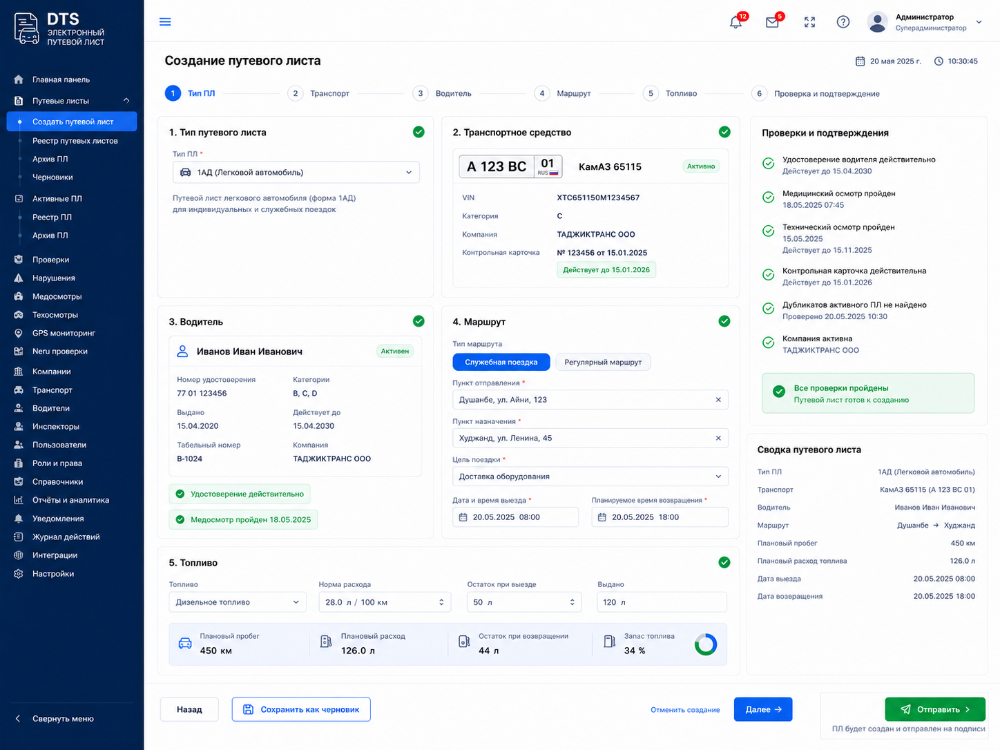 DTS
ЭЛЕКТРОННЫЙ
ПУТЕВОЙ ЛИСТ
Главная панель
Путевые листы
Создать путевой лист
Реестр путевых листов
Архив ПЛ
Черновики
Активные ПЛ
Реестр ПЛ
Архив ПЛ
Проверки
Нарушения
Медосмотры
Техосмотры
GPS мониторинг
Neru проверки
Компании
Транспорт
Водители
Инспекторы
Пользователи
Роли и права
Справочники
Отчёты и аналитика
Уведомления
Журнал действий
Интеграции
Настройки
Свернуть меню
12
5
Администратор
Суперадминистратор
Создание путевого листа
20 мая 2025 г.
10:30:45
1 Тип ПЛ
2 Транспорт
3 Водитель
4 Маршрут
5 Топливо
6 Проверка и подтверждение
1. Тип путевого листа
Тип ПЛ *
1АД (Легковой автомобиль)
Путевой лист легкового автомобиля (форма 1АД)
для индивидуальных и служебных поездок
2. Транспортное средство
А 123 ВС 01
RUS
КамАЗ 65115
Активно
VIN XTC651150M1234567
Категория C
Компания ТАДЖИКТРАНС ООО
Контрольная карточка № 123456 от 15.01.2025
Действует до 15.01.2026
3. Водитель
Иванов Иван Иванович
Активен
Номер удостоверения Категории
77 01 123456 B, C, D
Выдано Действует до
15.04.2020 15.04.2030
Табельный номер Компания
В-1024 ТАДЖИКТРАНС ООО
Удостоверение действительно
Медосмотр пройден 18.05.2025
4. Маршрут
Тип маршрута
Служебная поездка
Регулярный маршрут
Пункт отправления *
Душанбе, ул. Айни, 123
Пункт назначения *
Худжанд, ул. Ленина, 45
Цель поездки *
Доставка оборудования
Дата и время выезда * Планируемое время возвращения *
20.05.2025 08:00 20.05.2025 18:00
5. Топливо
Топливо Норма расхода Остаток при выезде Выдано
Дизельное топливо 28.0 л / 100 км 50 л 120 л
Плановый пробег Плановый расход Остаток при возвращении Запас топлива
450 км 126.0 л 44 л 34 %
Проверки и подтверждения
Удостоверение водителя действительно
Действует до 15.04.2030
Медицинский осмотр пройден
18.05.2025 07:45
Технический осмотр пройден
15.05.2025
Действует до 15.11.2025
Контрольная карточка действительна
Действует до 15.01.2026
Дубликатов активного ПЛ не найдено
Проверено 20.05.2025 10:30
Компания активна
ТАДЖИКТРАНС ООО
Все проверки пройдены
Путевой лист готов к созданию
Сводка путевого листа
Тип ПЛ 1АД (Легковой автомобиль)
Транспорт КамАЗ 65115 (А 123 ВС 01)
Водитель Иванов Иван Иванович
Маршрут Душанбе → Худжанд
Плановый пробег 450 км
Плановый расход топлива 126.0 л
Дата выезда 20.05.2025 08:00
Дата возвращения 20.05.2025 18:00
Назад
Сохранить как черновик
Отменить создание
Далее →
Отправить
ПЛ будет создан и отправлен на подписи